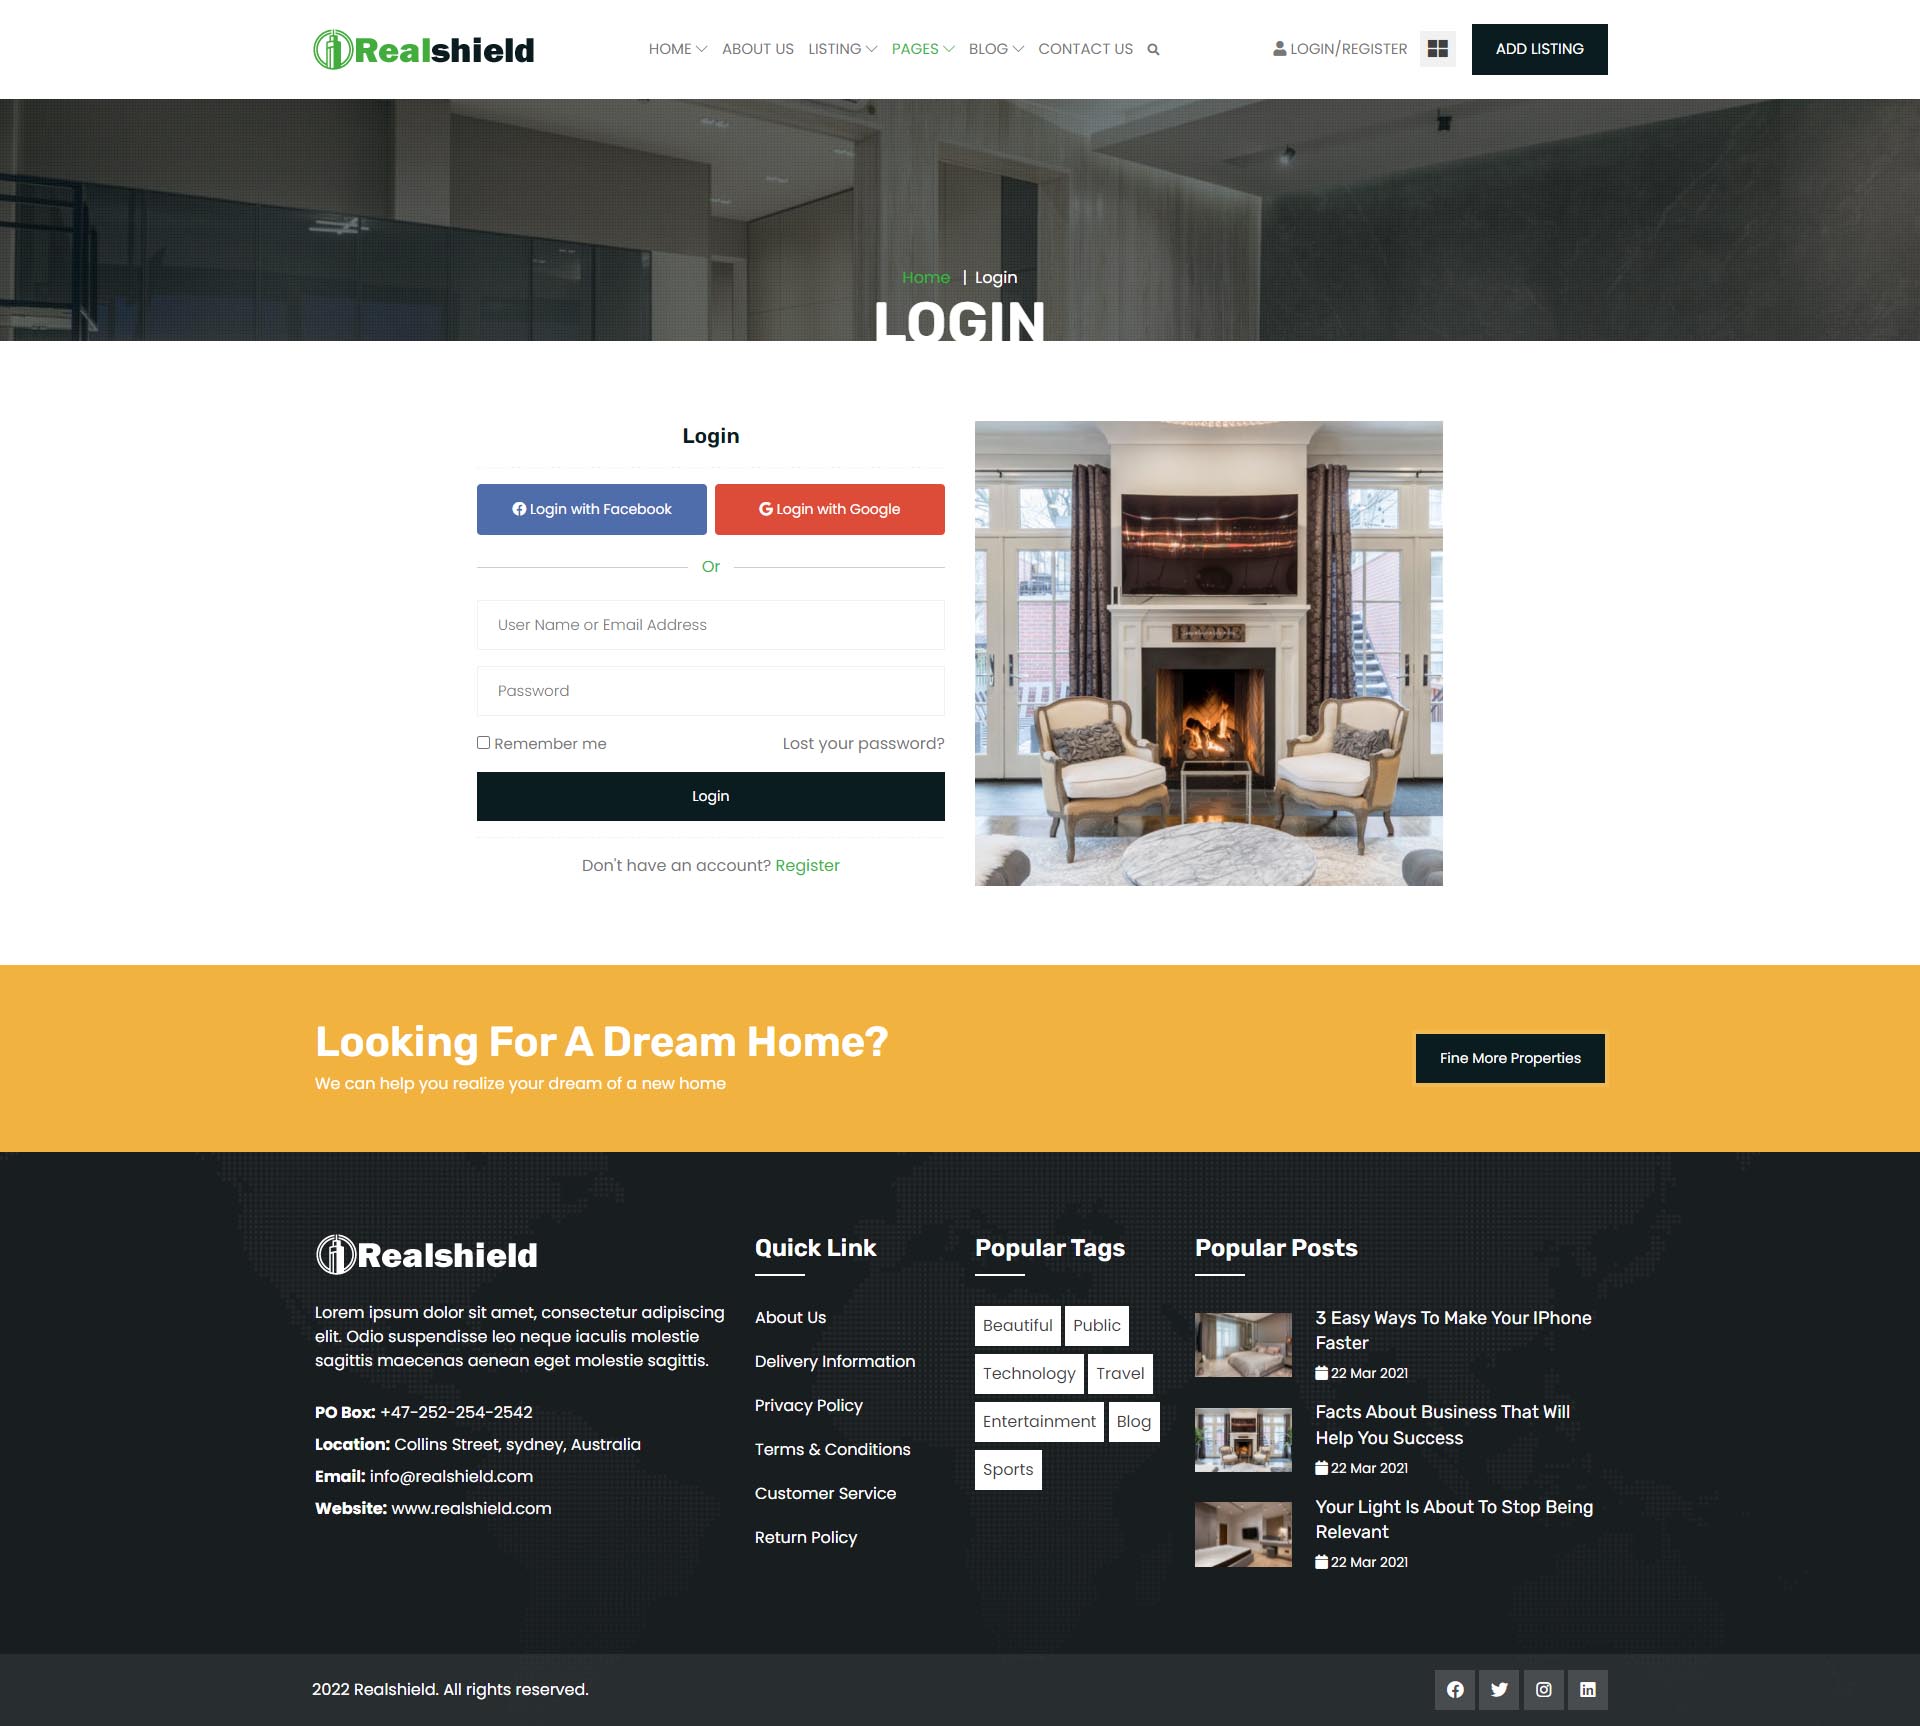 Realshield
HOME ABOUT US LISTING PAGES BLOG CONTACT US
LOGIN/REGISTER
ADD LISTING
Home | Login
LOGIN
Login
Login with Facebook
Login with Google
Or
User Name or Email Address
Password
Remember me
Lost your password?
Login
Don't have an account? Register
Looking For A Dream Home?
We can help you realize your dream of a new home
Fine More Properties
Realshield
Lorem ipsum dolor sit amet, consectetur adipiscing
elit. Odio suspendisse leo neque iaculis molestie
sagittis maecenas aenean eget molestie sagittis.
PO Box: +47-252-254-2542
Location: Collins Street, sydney, Australia
Email: info@realshield.com
Website: www.realshield.com
Quick Link
About Us
Delivery Information
Privacy Policy
Terms & Conditions
Customer Service
Return Policy
Popular Tags
Beautiful Public
Technology Travel
Entertainment Blog
Sports
Popular Posts
3 Easy Ways To Make Your IPhone
Faster
22 Mar 2021
Facts About Business That Will
Help You Success
22 Mar 2021
Your Light Is About To Stop Being
Relevant
22 Mar 2021
2022 Realshield. All rights reserved.